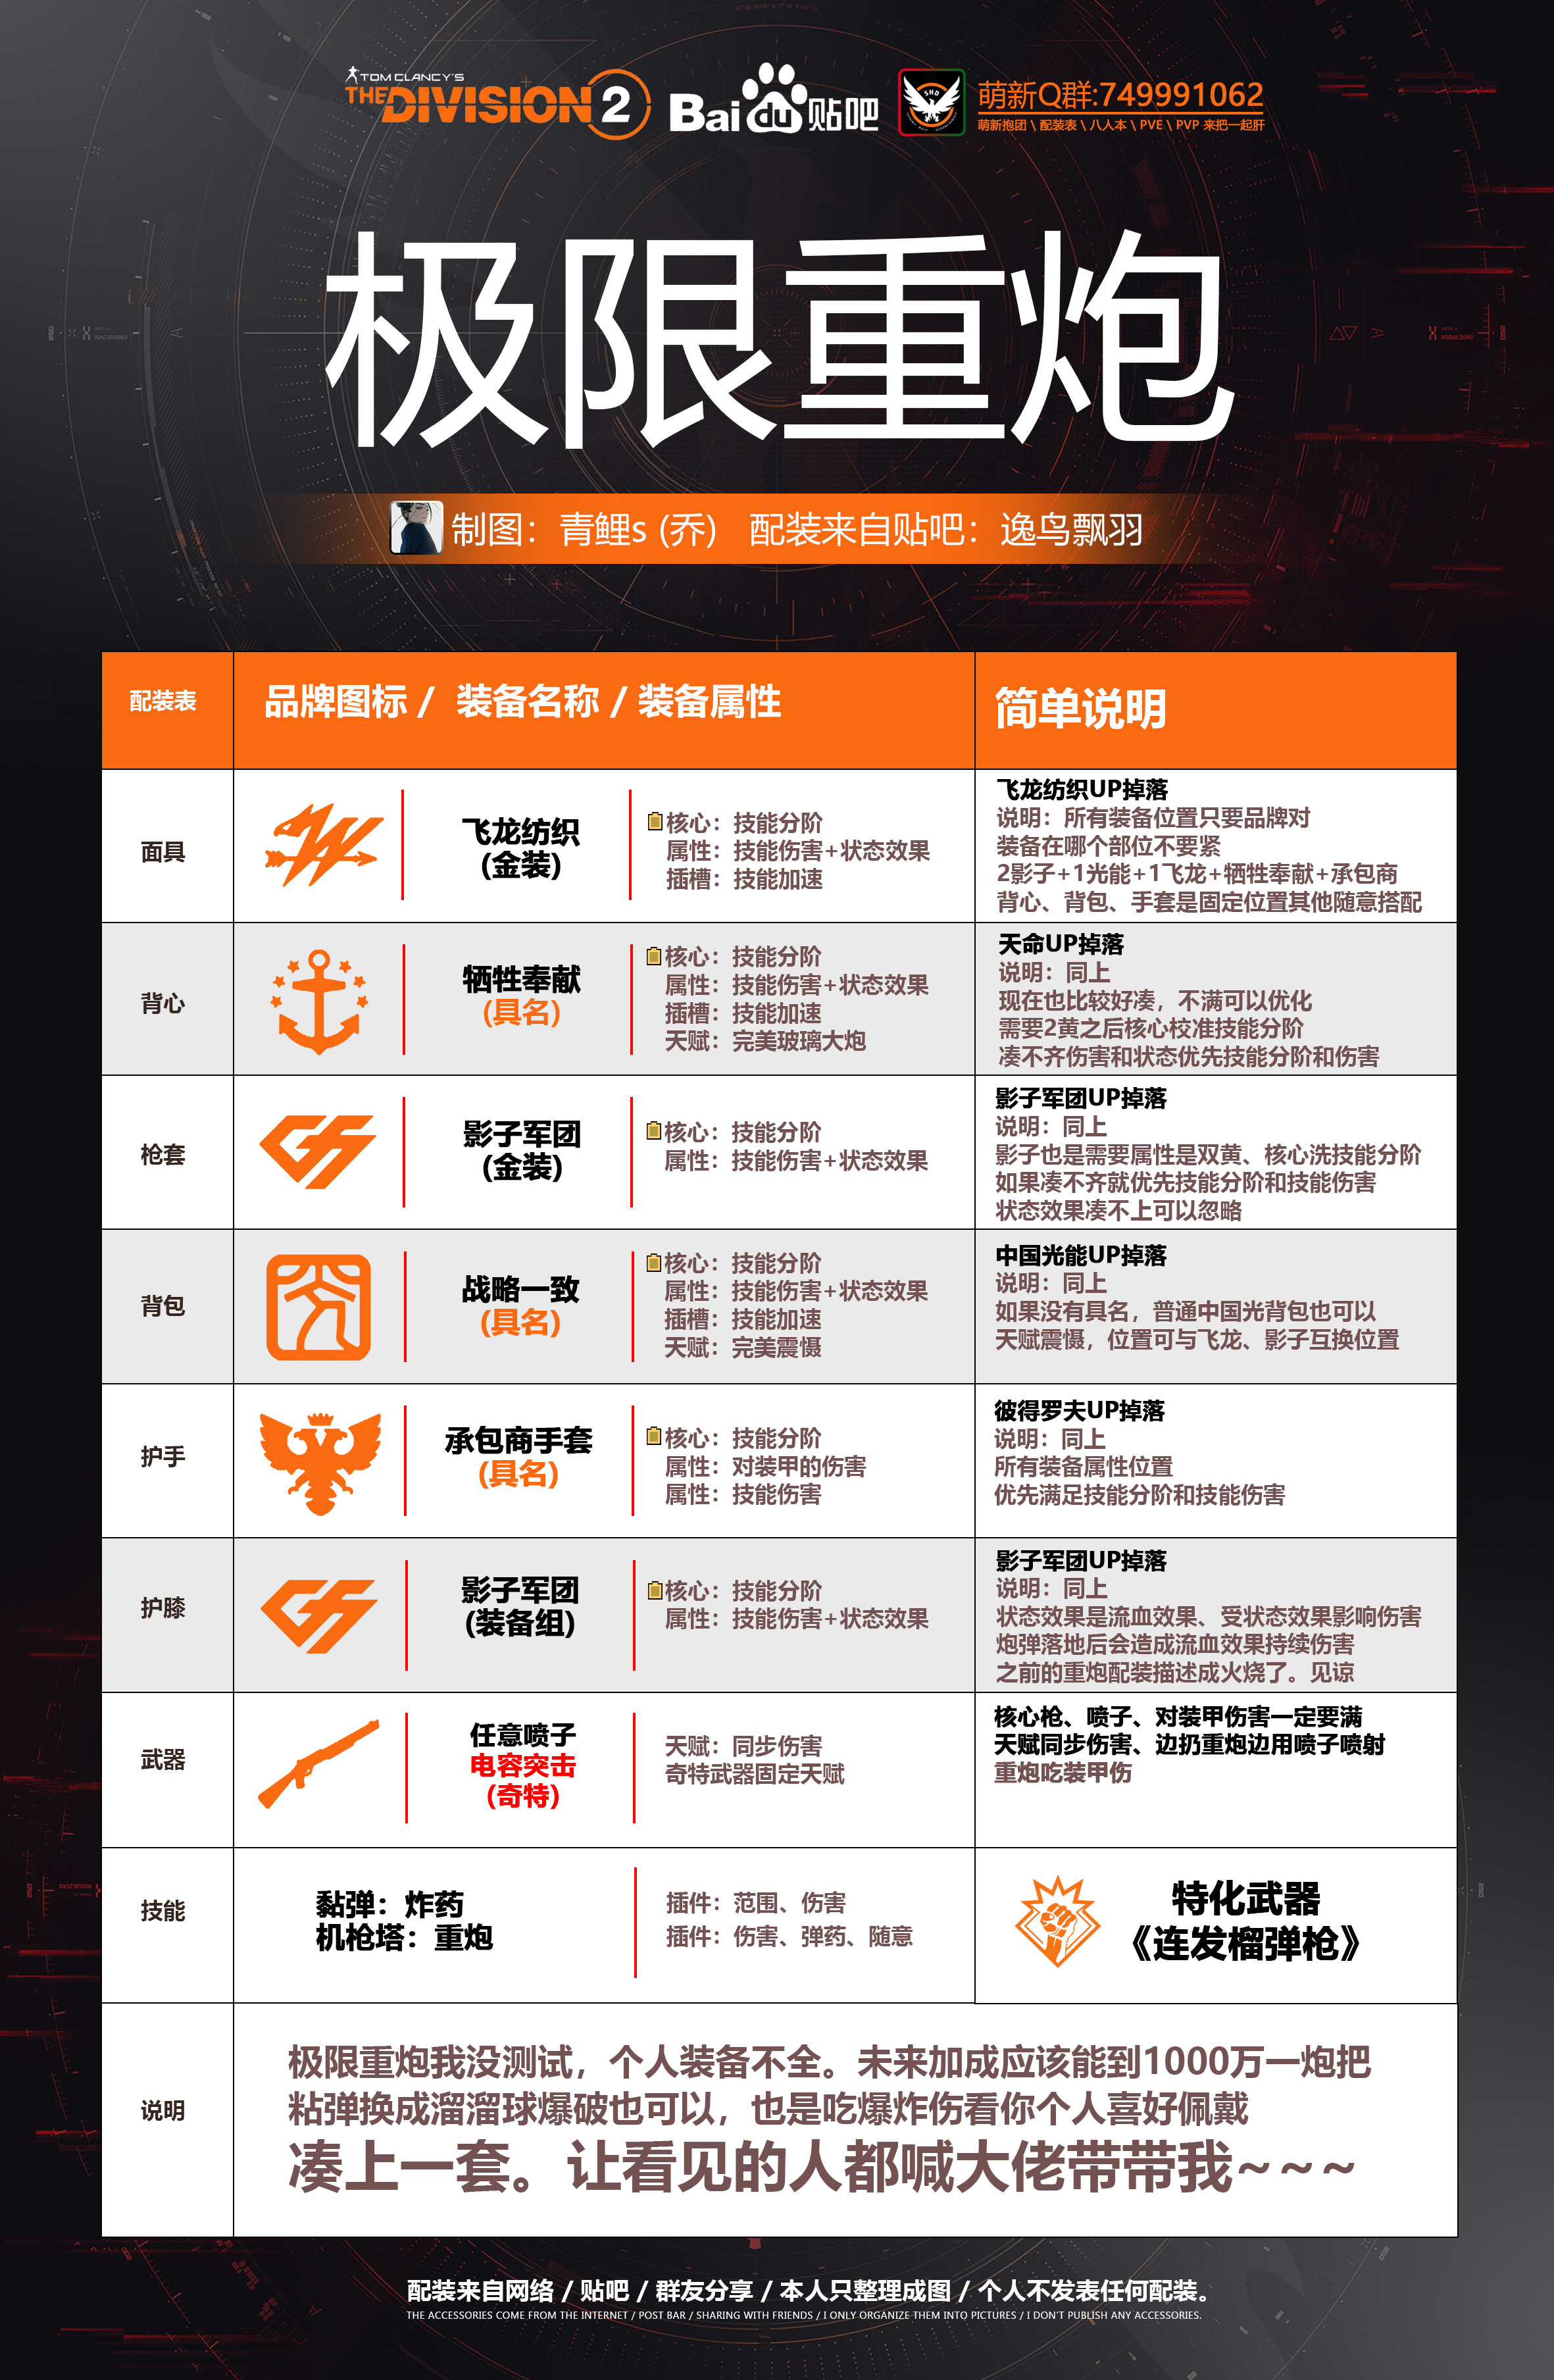 TOM CLANCY'S
THE DIVISION 2
Bai du 贴吧
SHD
萌新Q群:749991062
萌新抱团 \ 配装表 \ 八人本 \ PVE \ PVP 来把一起肝
极限重炮
制图：青鲤s (乔) 配装来自贴吧：逸鸟飘羽
配装表
品牌图标 / 装备名称 / 装备属性
简单说明
面具
飞龙纺织
(金装)
核心：技能分阶
属性：技能伤害+状态效果
插槽：技能加速
飞龙纺织UP掉落
说明：所有装备位置只要品牌对
装备在哪个部位不要紧
2影子+1光能+1飞龙+牺牲奉献+承包商
背心、背包、手套是固定位置其他随意搭配
背心
牺牲奉献
(具名)
核心：技能分阶
属性：技能伤害+状态效果
插槽：技能加速
天赋：完美玻璃大炮
天命UP掉落
说明：同上
现在也比较好凑，不满可以优化
需要2黄之后核心校准技能分阶
凑不齐伤害和状态优先技能分阶和伤害
枪套
影子军团
(金装)
核心：技能分阶
属性：技能伤害+状态效果
影子军团UP掉落
说明：同上
影子也是需要属性是双黄、核心洗技能分阶
如果凑不齐就优先技能分阶和技能伤害
状态效果凑不上可以忽略
背包
战略一致
(具名)
核心：技能分阶
属性：技能伤害+状态效果
插槽：技能加速
天赋：完美震慑
中国光能UP掉落
说明：同上
如果没有具名，普通中国光背包也可以
天赋震慑，位置可与飞龙、影子互换位置
护手
承包商手套
(具名)
核心：技能分阶
属性：对装甲的伤害
属性：技能伤害
彼得罗夫UP掉落
说明：同上
所有装备属性位置
优先满足技能分阶和技能伤害
护膝
影子军团
(装备组)
核心：技能分阶
属性：技能伤害+状态效果
影子军团UP掉落
说明：同上
状态效果是流血效果、受状态效果影响伤害
炮弹落地后会造成流血效果持续伤害
之前的重炮配装描述成火烧了。见谅
武器
任意喷子
电容突击
(奇特)
天赋：同步伤害
奇特武器固定天赋
核心枪、喷子、对装甲伤害一定要满
天赋同步伤害、边扔重炮边用喷子喷射
重炮吃装甲伤
技能
黏弹：炸药
机枪塔：重炮
插件：范围、伤害
插件：伤害、弹药、随意
特化武器
《连发榴弹枪》
说明
极限重炮我没测试，个人装备不全。未来加成应该能到1000万一炮把
粘弹换成溜溜球爆破也可以，也是吃爆炸伤看你个人喜好佩戴
凑上一套。让看见的人都喊大佬带带我~~~
配装来自网络 / 贴吧 / 群友分享 / 本人只整理成图 / 个人不发表任何配装。
THE ACCESSORIES COME FROM THE INTERNET / POST BAR / SHARING WITH FRIENDS / I ONLY ORGANIZE THEM INTO PICTURES / I DON'T PUBLISH ANY ACCESSORIES.